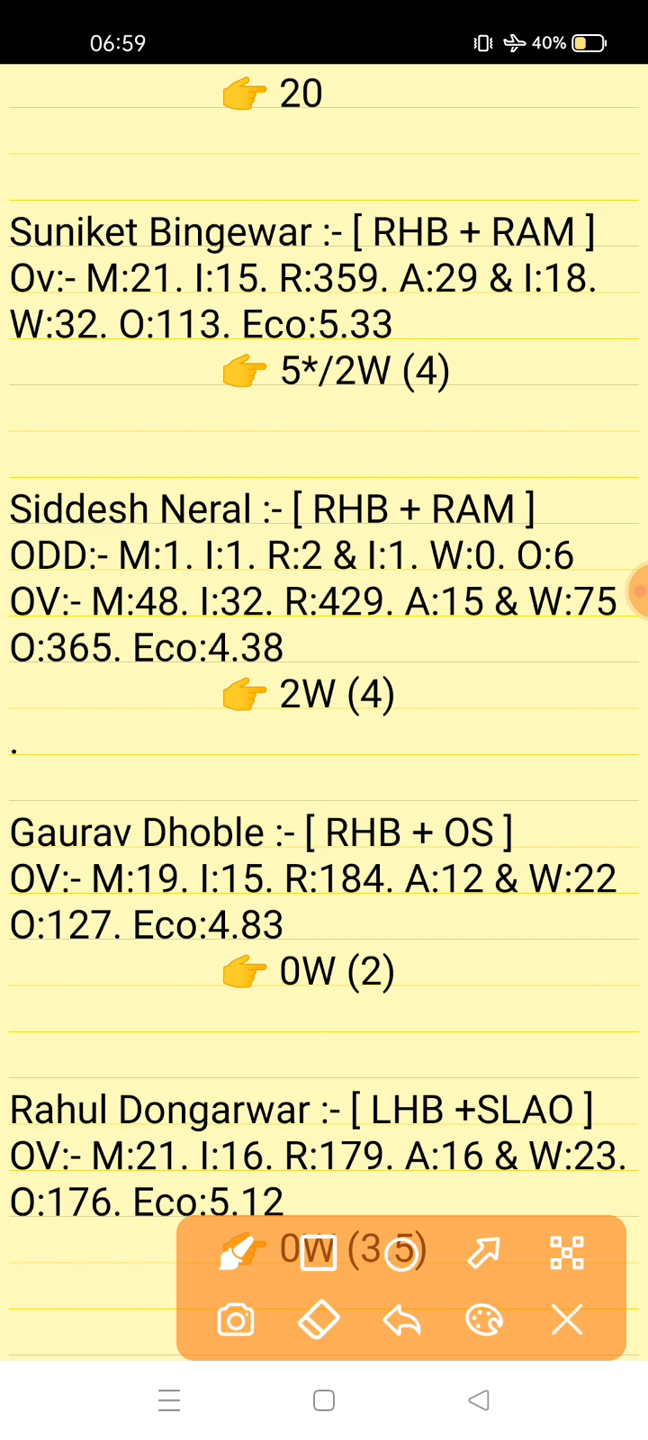 06:59
40%
👉 20
Suniket Bingewar :- [ RHB + RAM ]
Ov:- M:21. I:15. R:359. A:29 & I:18.
W:32. O:113. Eco:5.33
👉 5*/2W (4)
Siddesh Neral :- [ RHB + RAM ]
ODD:- M:1. I:1. R:2 & I:1. W:0. O:6
OV:- M:48. I:32. R:429. A:15 & W:75
O:365. Eco:4.38
👉 2W (4)
.
Gaurav Dhoble :- [ RHB + OS ]
OV:- M:19. I:15. R:184. A:12 & W:22
O:127. Eco:4.83
👉 0W (2)
Rahul Dongarwar :- [ LHB +SLAO ]
OV:- M:21. I:16. R:179. A:16 & W:23.
O:176. Eco:5.12
👉 0W (3.5)